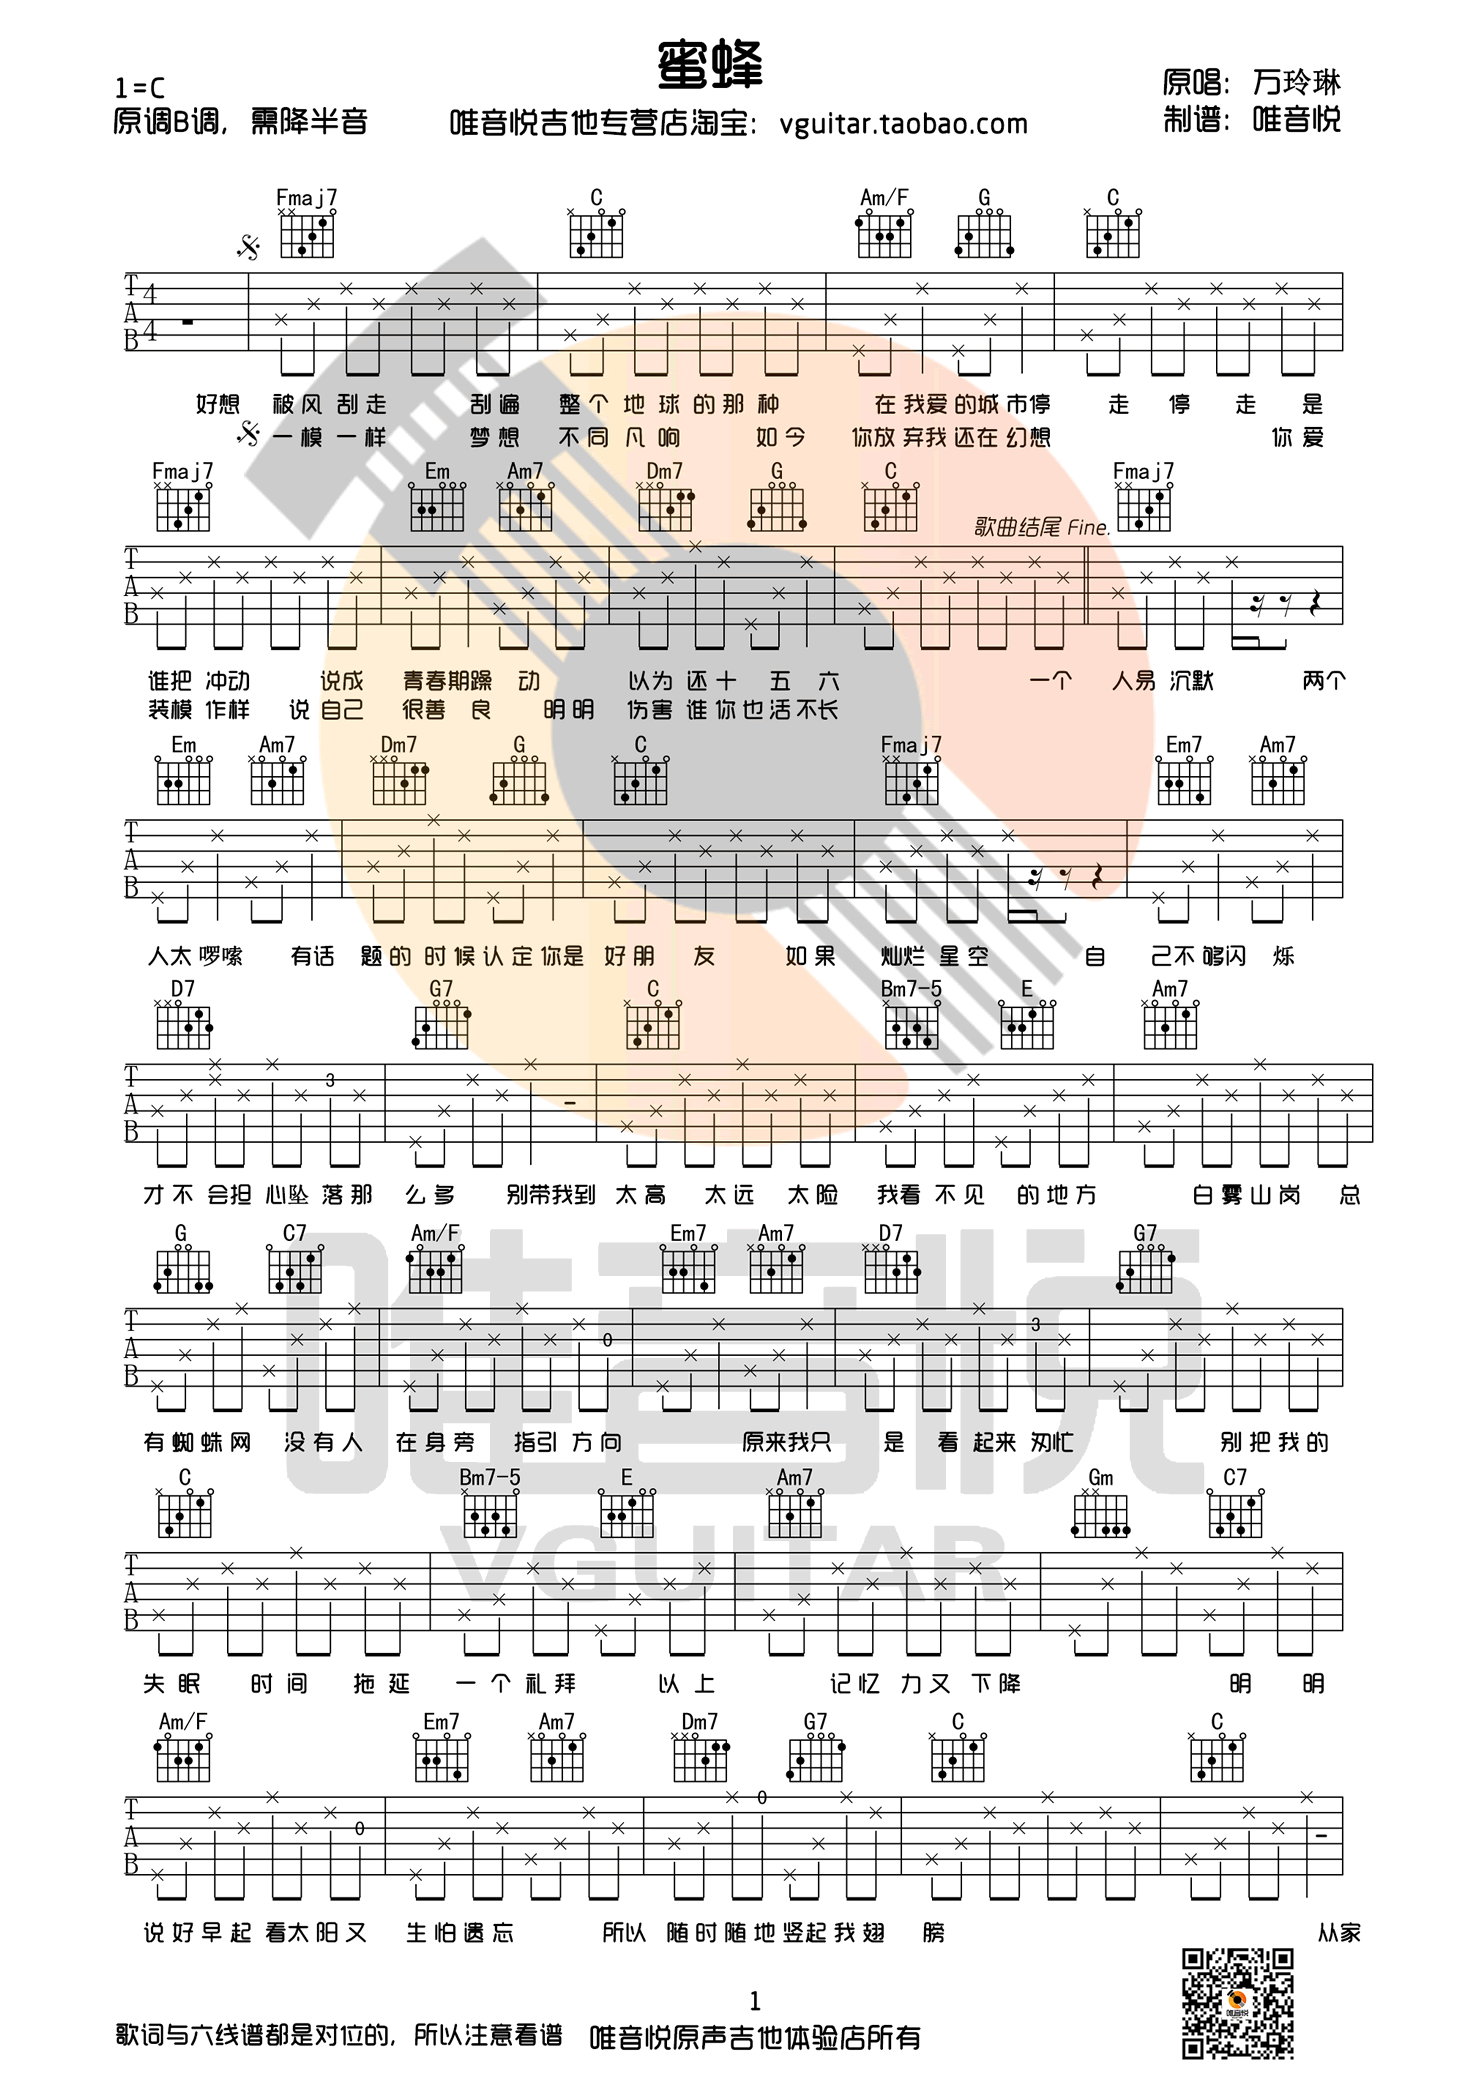 蜜蜂
1=C
原调B调，需降半音
唯音悦吉他专营店淘宝：vguitar.taobao.com
原唱：万玲琳
制谱：唯音悦
Fmaj7 C Am/F G C
好想 被风刮走 刮遍 整个地球的那种 在我爱的城市停 走停走是
一模一样 梦想 不同凡响 如今 你放弃我还在幻想 你爱
Fmaj7 Em Am7 Dm7 G C Fmaj7
歌曲结尾 Fine.
谁把冲动 说成 青春期躁动 以为还十五六 一个 人易沉默 两个
装模作样 说自己 很善良 明明 伤害谁你也活不长
Em Am7 Dm7 G C Fmaj7 Em7 Am7
人太啰嗦 有话 题的时候认定你是好朋友 如果 灿烂星空 自 己不够闪烁
D7 G7 C Bm7-5 E Am7
3
才不会担心坠落那 么多 别带我到太高 太远 太险 我看不见 的地方 白雾山岗 总
G C7 Am/F Em7 Am7 D7 G7
0 3
有蜘蛛网 没有人 在身旁 指引方向 原来我只 是 看起来匆忙 别把我的
C Bm7-5 E Am7 Gm C7
失眠 时间 拖延 一个礼拜 以上 记忆力又下降 明明
Am/F Em7 Am7 Dm7 G7 C C
0 0
说好早起看太阳又 生怕遗忘 所以 随时随地竖起我翅膀 从家
唯音悦
VGUITAR
唯音悦
1
歌词与六线谱都是对位的，所以注意看谱 唯音悦原声吉他体验店所有